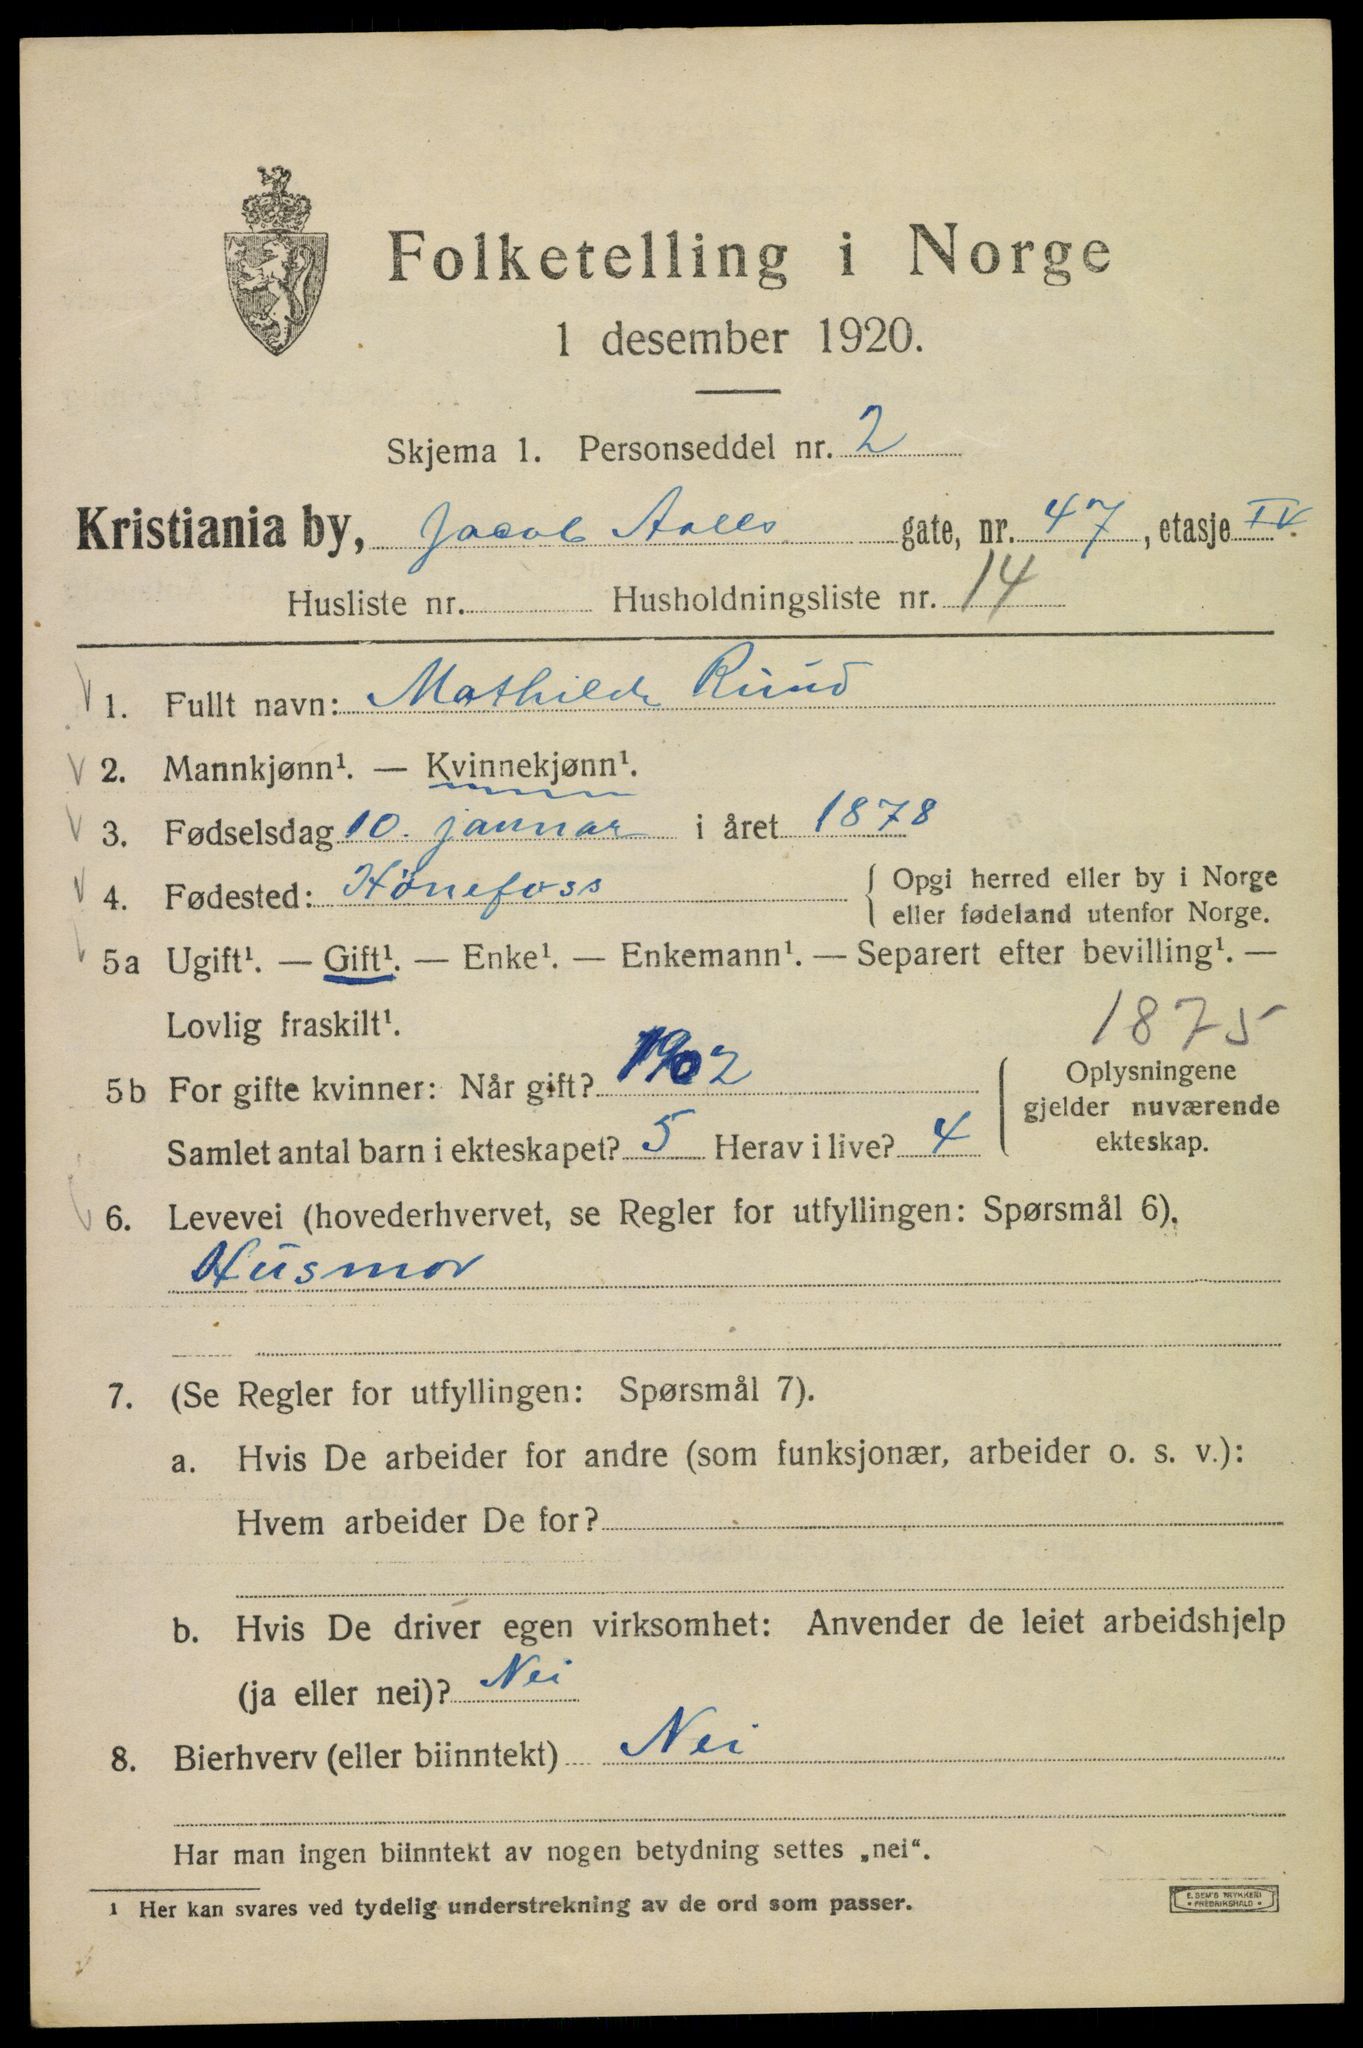 Folketelling i Norge
1 desember 1920.
Skjema 1. Personseddel nr. 2
Kristiania by, Jacob Aalls gate, nr. 47, etasje IV.
Husliste nr. Husholdningsliste nr. 14
1. Fullt navn: Mathilde Ruud
2. Mannkjønn¹. — Kvinnekjønn¹.
3. Fødselsdag 10. januar i året 1878
4. Fødested: Hönefoss { Opgi herred eller by i Norge
eller fødeland utenfor Norge.
5a Ugift¹. — Gift¹. — Enke¹. — Enkemann¹. — Separert efter bevilling¹. —
Lovlig fraskilt¹.
1875
5b For gifte kvinner: Når gift? 1902
Samlet antal barn i ekteskapet? 5 Herav i live? 4
Oplysningene
gjelder nuværende
ekteskap.
6. Levevei (hovederhvervet, se Regler for utfyllingen: Spørsmål 6).
Husmor
7. (Se Regler for utfyllingen: Spørsmål 7).
a. Hvis De arbeider for andre (som funksjonær, arbeider o. s. v.):
Hvem arbeider De for?
b. Hvis De driver egen virksomhet: Anvender de leiet arbeidshjelp
(ja eller nei)? Nei
8. Bierhverv (eller biinntekt) Nei
Har man ingen biinntekt av nogen betydning settes „nei“.
1 Her kan svares ved tydelig understrekning av de ord som passer.
E. SEM'S TRYKKERI
• FREDRIKSHALD •